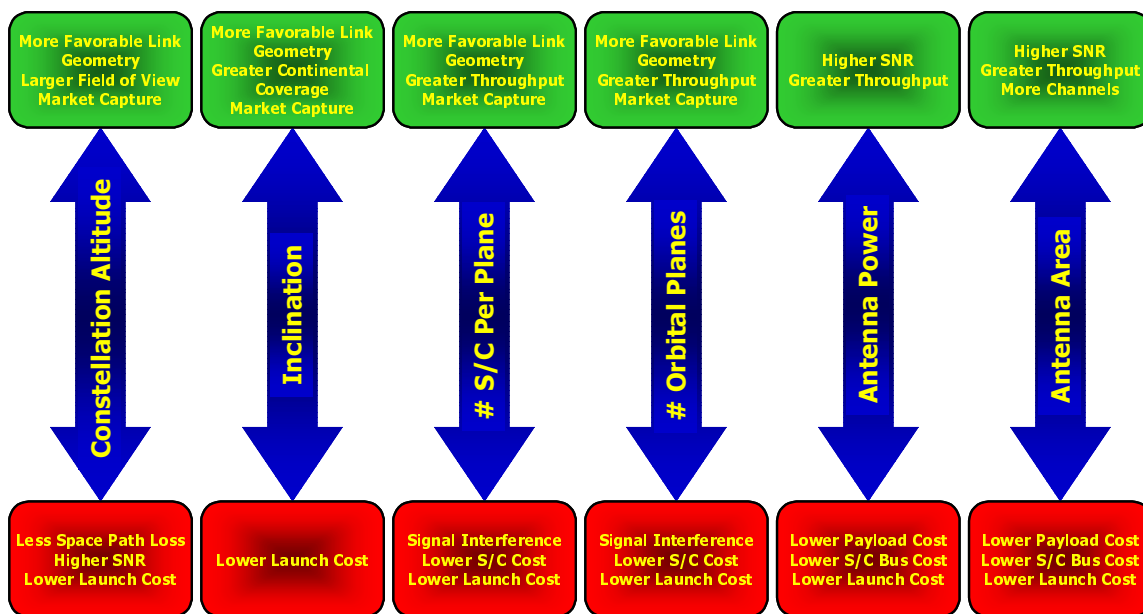 More Favorable Link
Geometry
Larger Field of View
Market Capture
More Favorable Link
Geometry
Greater Continental
Coverage
Market Capture
More Favorable Link
Geometry
Greater Throughput
Market Capture
More Favorable Link
Geometry
Greater Throughput
Market Capture
Higher SNR
Greater Throughput
Higher SNR
Greater Throughput
More Channels
Constellation Altitude
Inclination
# S/C Per Plane
# Orbital Planes
Antenna Power
Antenna Area
Less Space Path Loss
Higher SNR
Lower Launch Cost
Lower Launch Cost
Signal Interference
Lower S/C Cost
Lower Launch Cost
Signal Interference
Lower S/C Cost
Lower Launch Cost
Lower Payload Cost
Lower S/C Bus Cost
Lower Launch Cost
Lower Payload Cost
Lower S/C Bus Cost
Lower Launch Cost